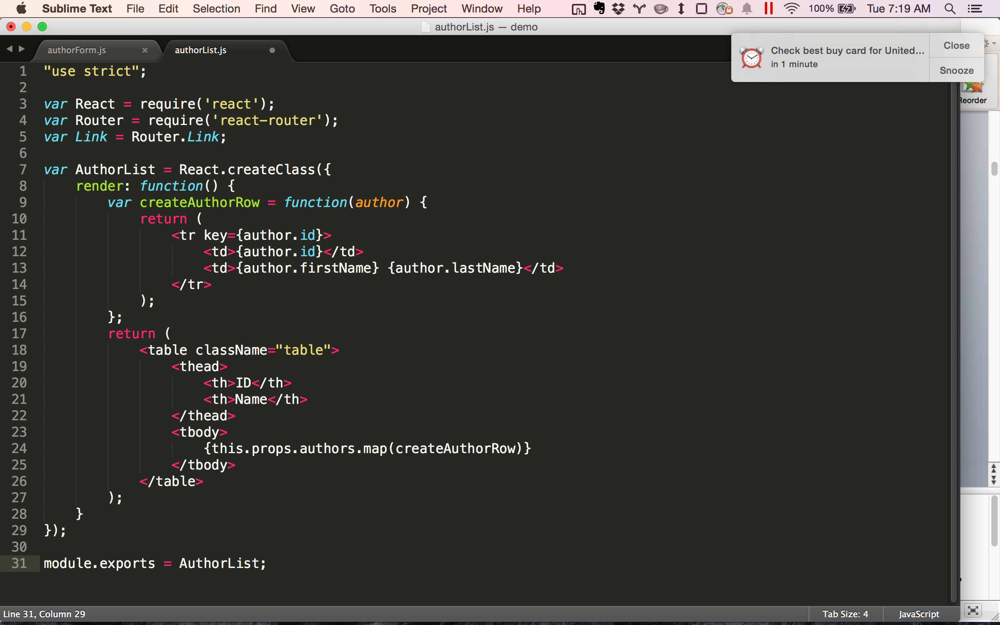 Sublime Text File Edit Selection Find View Goto Tools Project Window Help 100% Tue 7:19 AM
authorList.js — demo
authorForm.js authorList.js
Check best buy card for United...
in 1 minute
Close
Snooze
Reorder
1 "use strict";
2
3 var React = require('react');
4 var Router = require('react-router');
5 var Link = Router.Link;
6
7 var AuthorList = React.createClass({
8 render: function() {
9 var createAuthorRow = function(author) {
10 return (
11 <tr key={author.id}>
12 <td>{author.id}</td>
13 <td>{author.firstName} {author.lastName}</td>
14 </tr>
15 );
16 };
17 return (
18 <table className="table">
19 <thead>
20 <th>ID</th>
21 <th>Name</th>
22 </thead>
23 <tbody>
24 {this.props.authors.map(createAuthorRow)}
25 </tbody>
26 </table>
27 );
28 }
29 });
30
31 module.exports = AuthorList;
Line 31, Column 29 Tab Size: 4 JavaScript